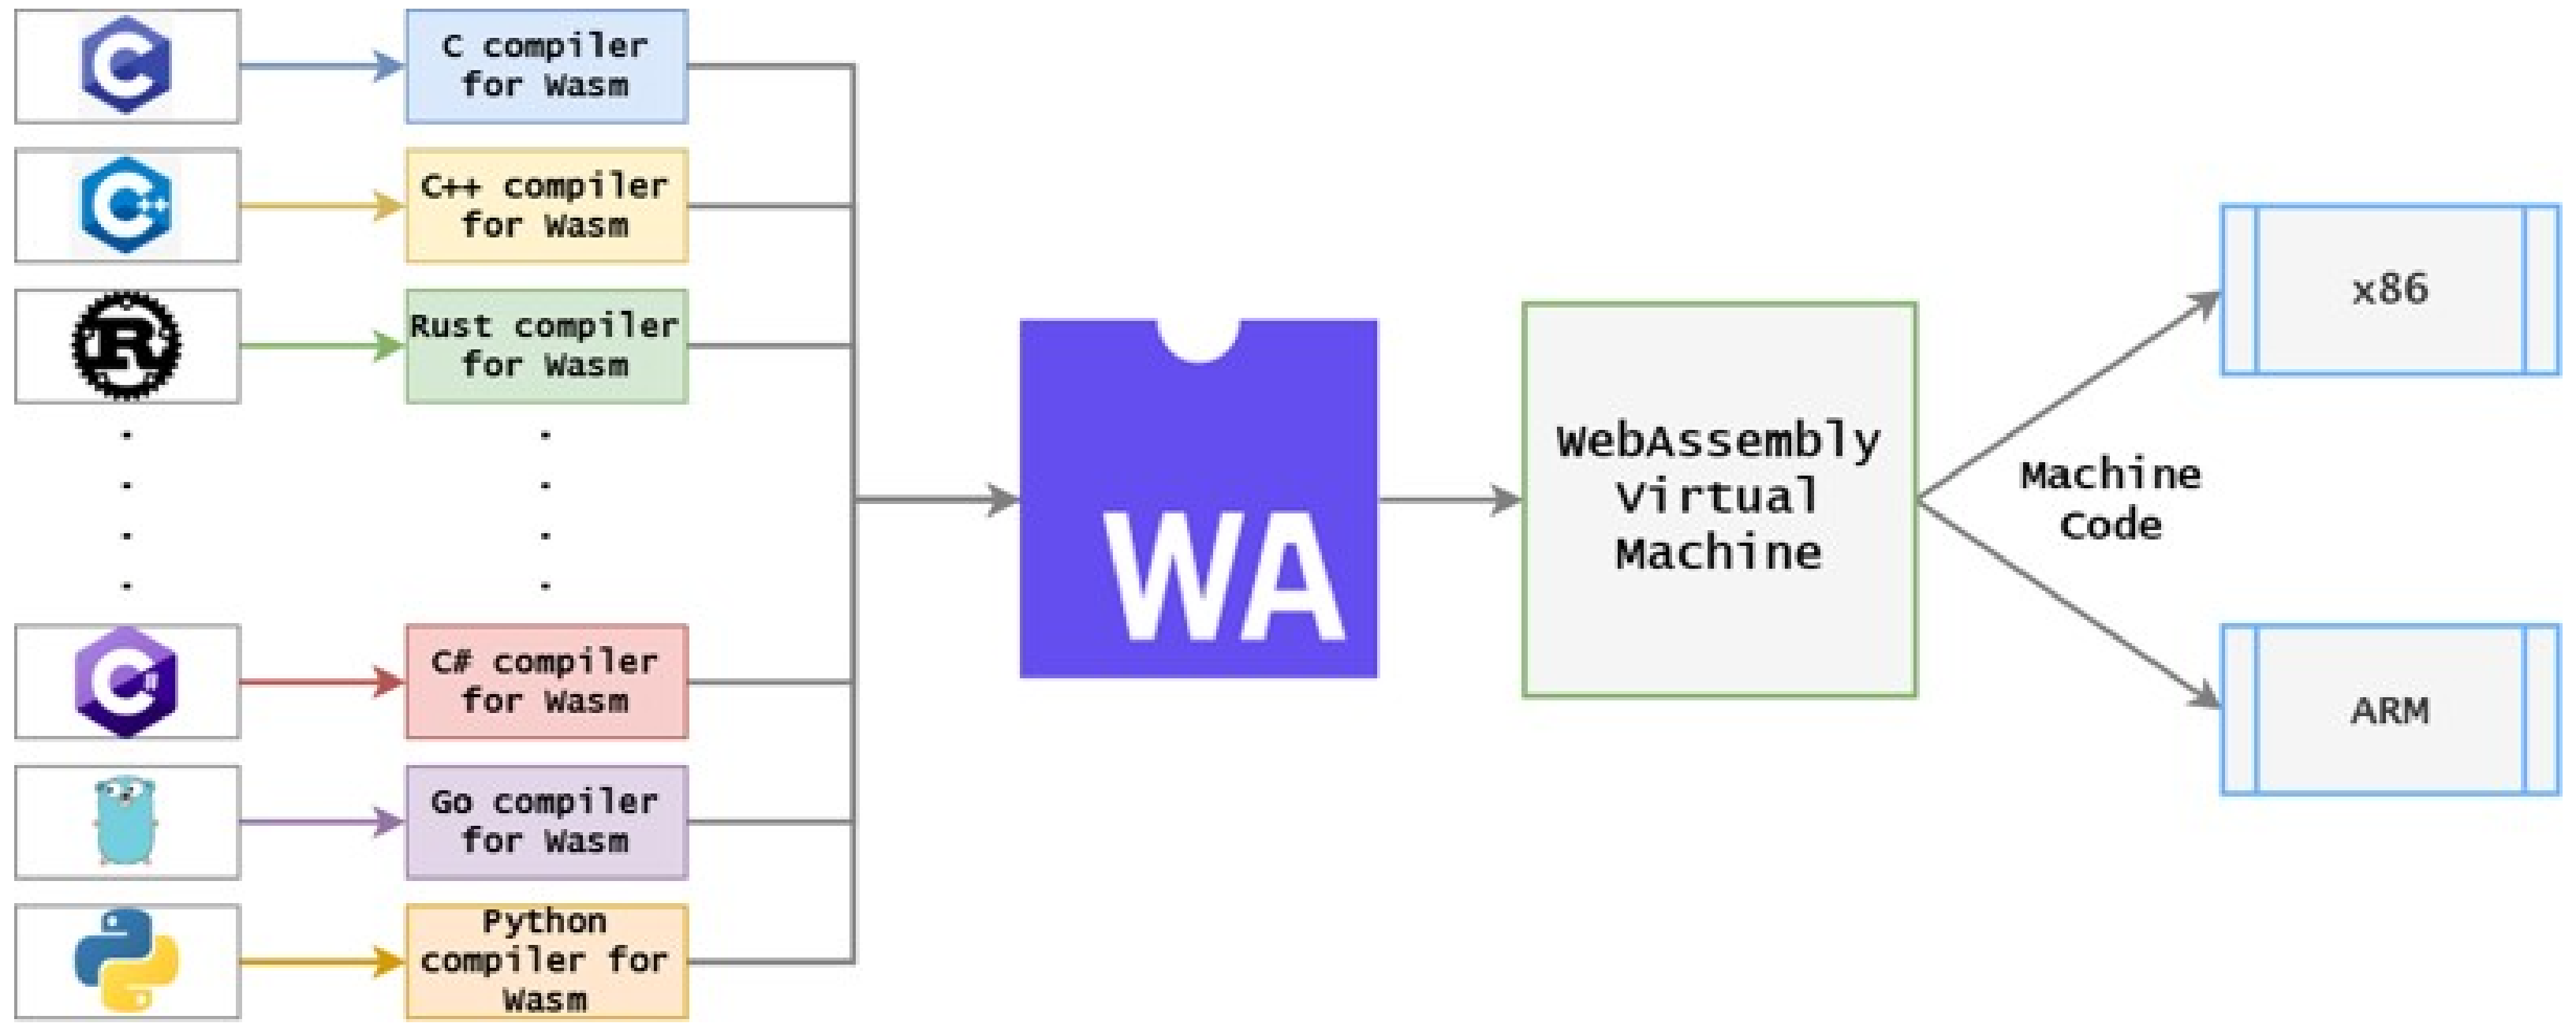 C
C compiler
for Wasm
C++
C++ compiler
for Wasm
R
Rust compiler
for Wasm
C#
C# compiler
for Wasm
Go compiler
for Wasm
Python
compiler for
Wasm
WA
WebAssembly
Virtual
Machine
Machine
Code
x86
ARM